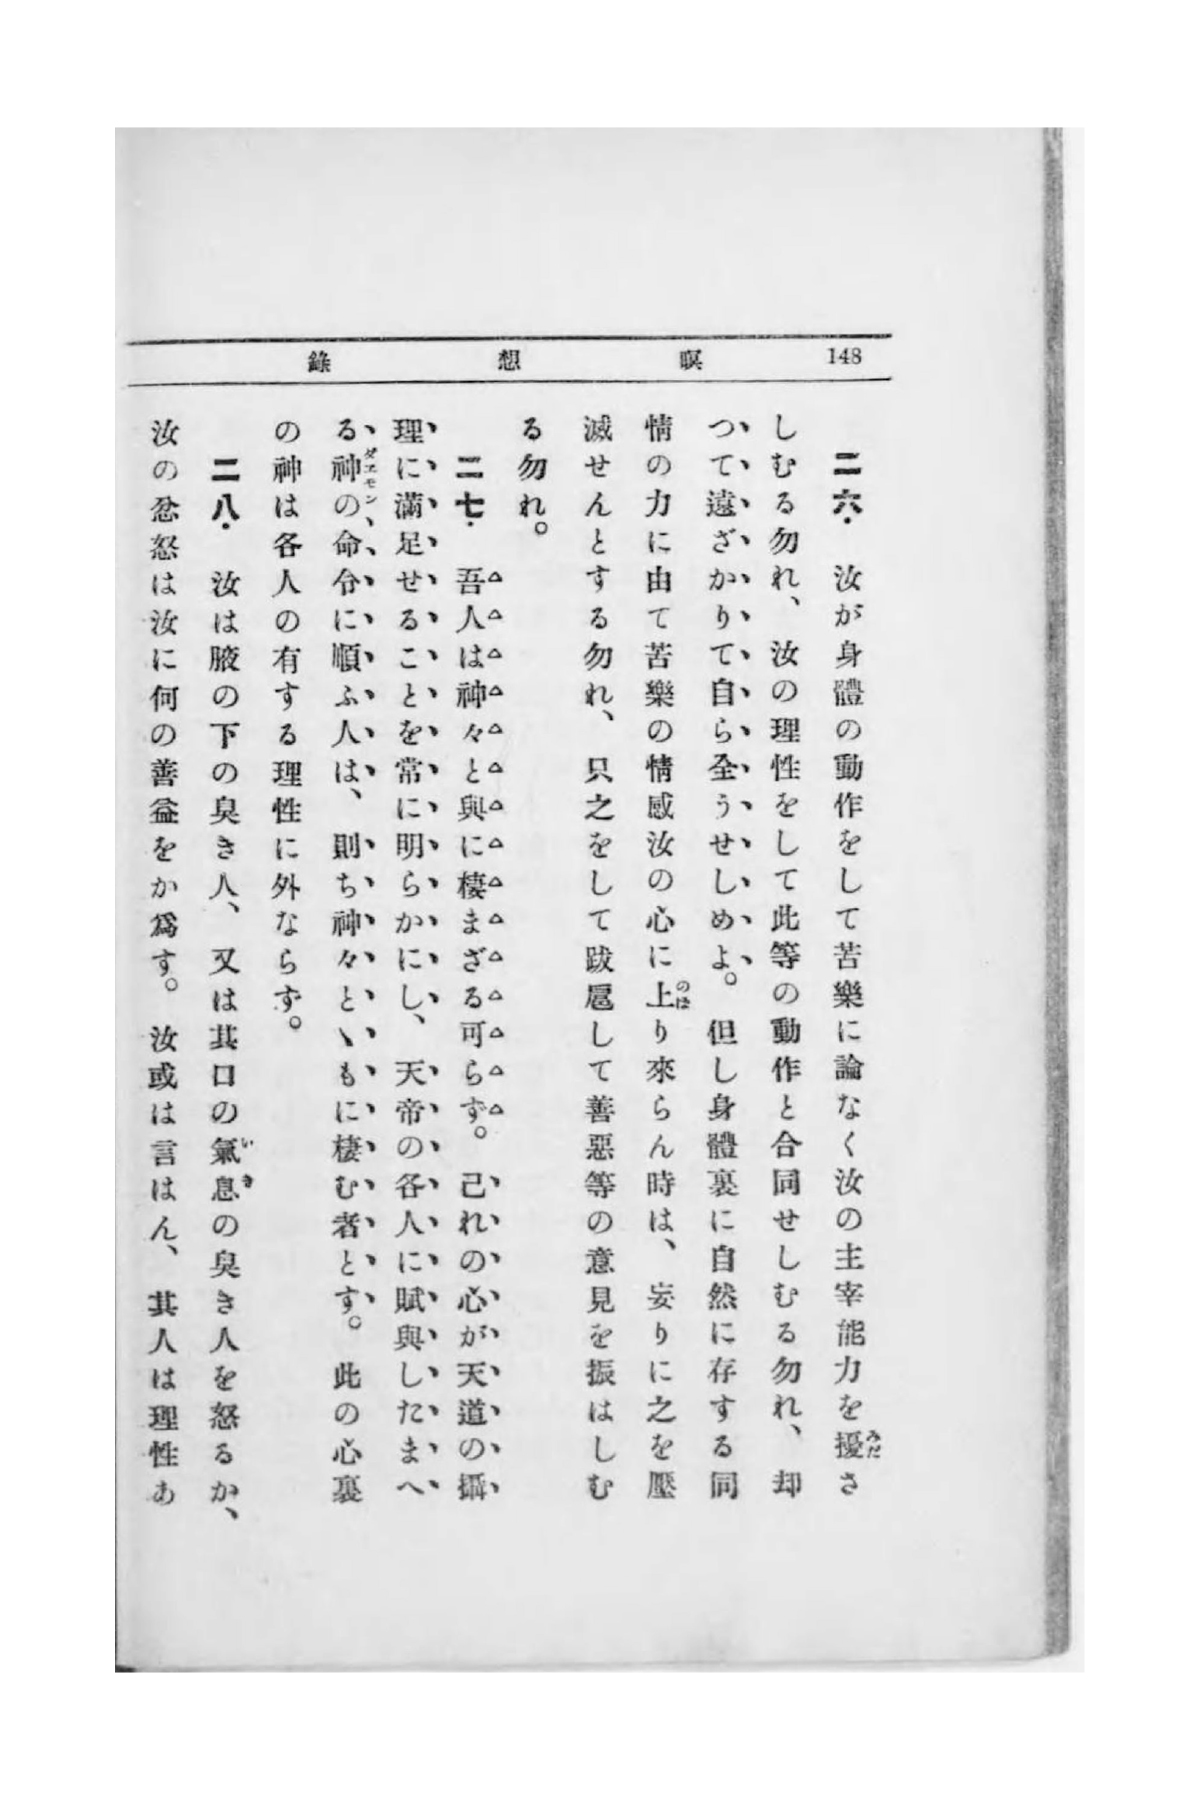 148 瞑想錄
二六. 汝が身體の動作をして苦樂に論なく汝の主宰能力を擾さ
しむる勿れ、汝の理性をして此等の動作と合同せしむる勿れ、却
つて遠ざかりて自ら全うせしめよ。但し身體裏に自然に存する同
情の力に由て苦樂の情感汝の心に上り來らん時は、妄りに之を壓
滅せんとする勿れ、只之をして跋扈して善惡等の意見を振はしむ
る勿れ。
二七. 吾人は神々と與に棲まざる可らず。己れの心が天道の攝
理に滿足せることを常に明らかにし、天帝の各人に賦與したまへ
る神の命令に順ふ人は、則ち神々とゝもに棲む者とす。此の心裏
の神は各人の有する理性に外ならず。
二八. 汝は腋の下の臭き人、又は其口の氣息の臭き人を怒るか、
汝の忿怒は汝に何の善益をか爲す。汝或は言はん、其人は理性あ